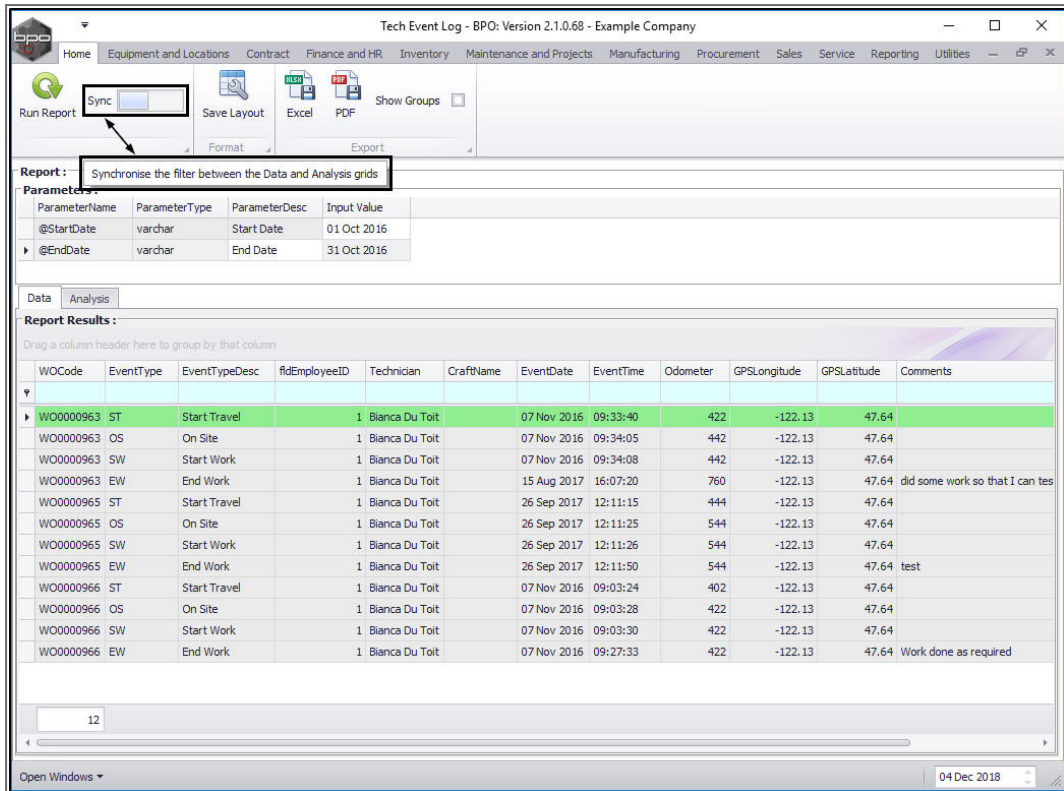 Tech Event Log - BPO: Version 2.1.0.68 - Example Company
bpo
Home Equipment and Locations Contract Finance and HR Inventory Maintenance and Projects Manufacturing Procurement Sales Service Reporting Utilities
Run Report Sync Save Layout XLSX Excel PDF PDF Show Groups
Format Export
Synchronise the filter between the Data and Analysis grids
Report :
Parameters :
ParameterName ParameterType ParameterDesc Input Value
@StartDate varchar Start Date 01 Oct 2016
@EndDate varchar End Date 31 Oct 2016
Data Analysis
Report Results :
Drag a column header here to group by that column
WOCode EventType EventTypeDesc fldEmployeeID Technician CraftName EventDate EventTime Odometer GPSLongitude GPSLatitude Comments
WO0000963 ST Start Travel 1 Bianca Du Toit 07 Nov 2016 09:33:40 422 -122.13 47.64
WO0000963 OS On Site 1 Bianca Du Toit 07 Nov 2016 09:34:05 442 -122.13 47.64
WO0000963 SW Start Work 1 Bianca Du Toit 07 Nov 2016 09:34:08 442 -122.13 47.64
WO0000963 EW End Work 1 Bianca Du Toit 15 Aug 2017 16:07:20 760 -122.13 47.64 did some work so that I can tes
WO0000965 ST Start Travel 1 Bianca Du Toit 26 Sep 2017 12:11:15 444 -122.13 47.64
WO0000965 OS On Site 1 Bianca Du Toit 26 Sep 2017 12:11:25 544 -122.13 47.64
WO0000965 SW Start Work 1 Bianca Du Toit 26 Sep 2017 12:11:26 544 -122.13 47.64
WO0000965 EW End Work 1 Bianca Du Toit 26 Sep 2017 12:11:50 544 -122.13 47.64 test
WO0000966 ST Start Travel 1 Bianca Du Toit 07 Nov 2016 09:03:24 402 -122.13 47.64
WO0000966 OS On Site 1 Bianca Du Toit 07 Nov 2016 09:03:28 422 -122.13 47.64
WO0000966 SW Start Work 1 Bianca Du Toit 07 Nov 2016 09:03:30 422 -122.13 47.64
WO0000966 EW End Work 1 Bianca Du Toit 07 Nov 2016 09:27:33 422 -122.13 47.64 Work done as required
12
Open Windows 04 Dec 2018